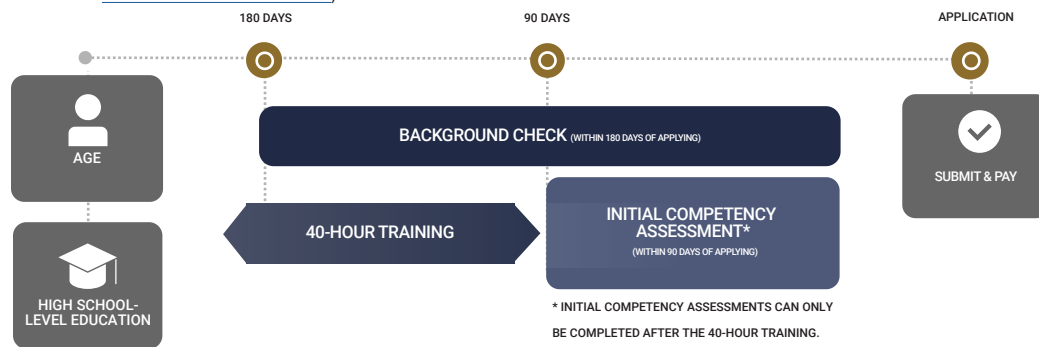 180 DAYS
90 DAYS
APPLICATION
AGE
HIGH SCHOOL-
LEVEL EDUCATION
BACKGROUND CHECK (WITHIN 180 DAYS OF APPLYING)
40-HOUR TRAINING
INITIAL COMPETENCY
ASSESSMENT*
(WITHIN 90 DAYS OF APPLYING)
* INITIAL COMPETENCY ASSESSMENTS CAN ONLY
BE COMPLETED AFTER THE 40-HOUR TRAINING.
SUBMIT & PAY